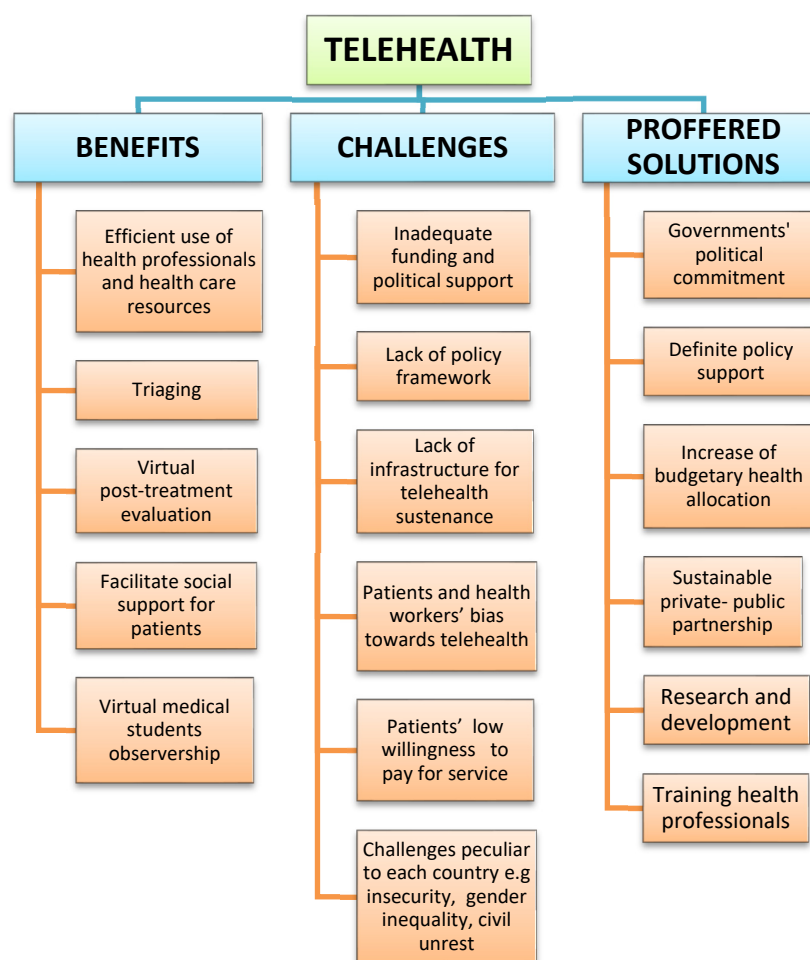 TELEHEALTH
BENEFITS
Efficient use of
health professionals
and health care
resources
Triaging
Virtual
post-treatment
evaluation
Facilitate social
support for
patients
Virtual medical
students
observership
CHALLENGES
Inadequate
funding and
political support
Lack of policy
framework
Lack of
infrastructure for
telehealth
sustenance
Patients and health
workers’ bias
towards telehealth
Patients’ low
willingness to
pay for service
Challenges peculiar
to each country e.g
insecurity, gender
inequality, civil
unrest
PROFFERED
SOLUTIONS
Governments'
political
commitment
Definite policy
support
Increase of
budgetary health
allocation
Sustainable
private- public
partnership
Research and
development
Training health
professionals